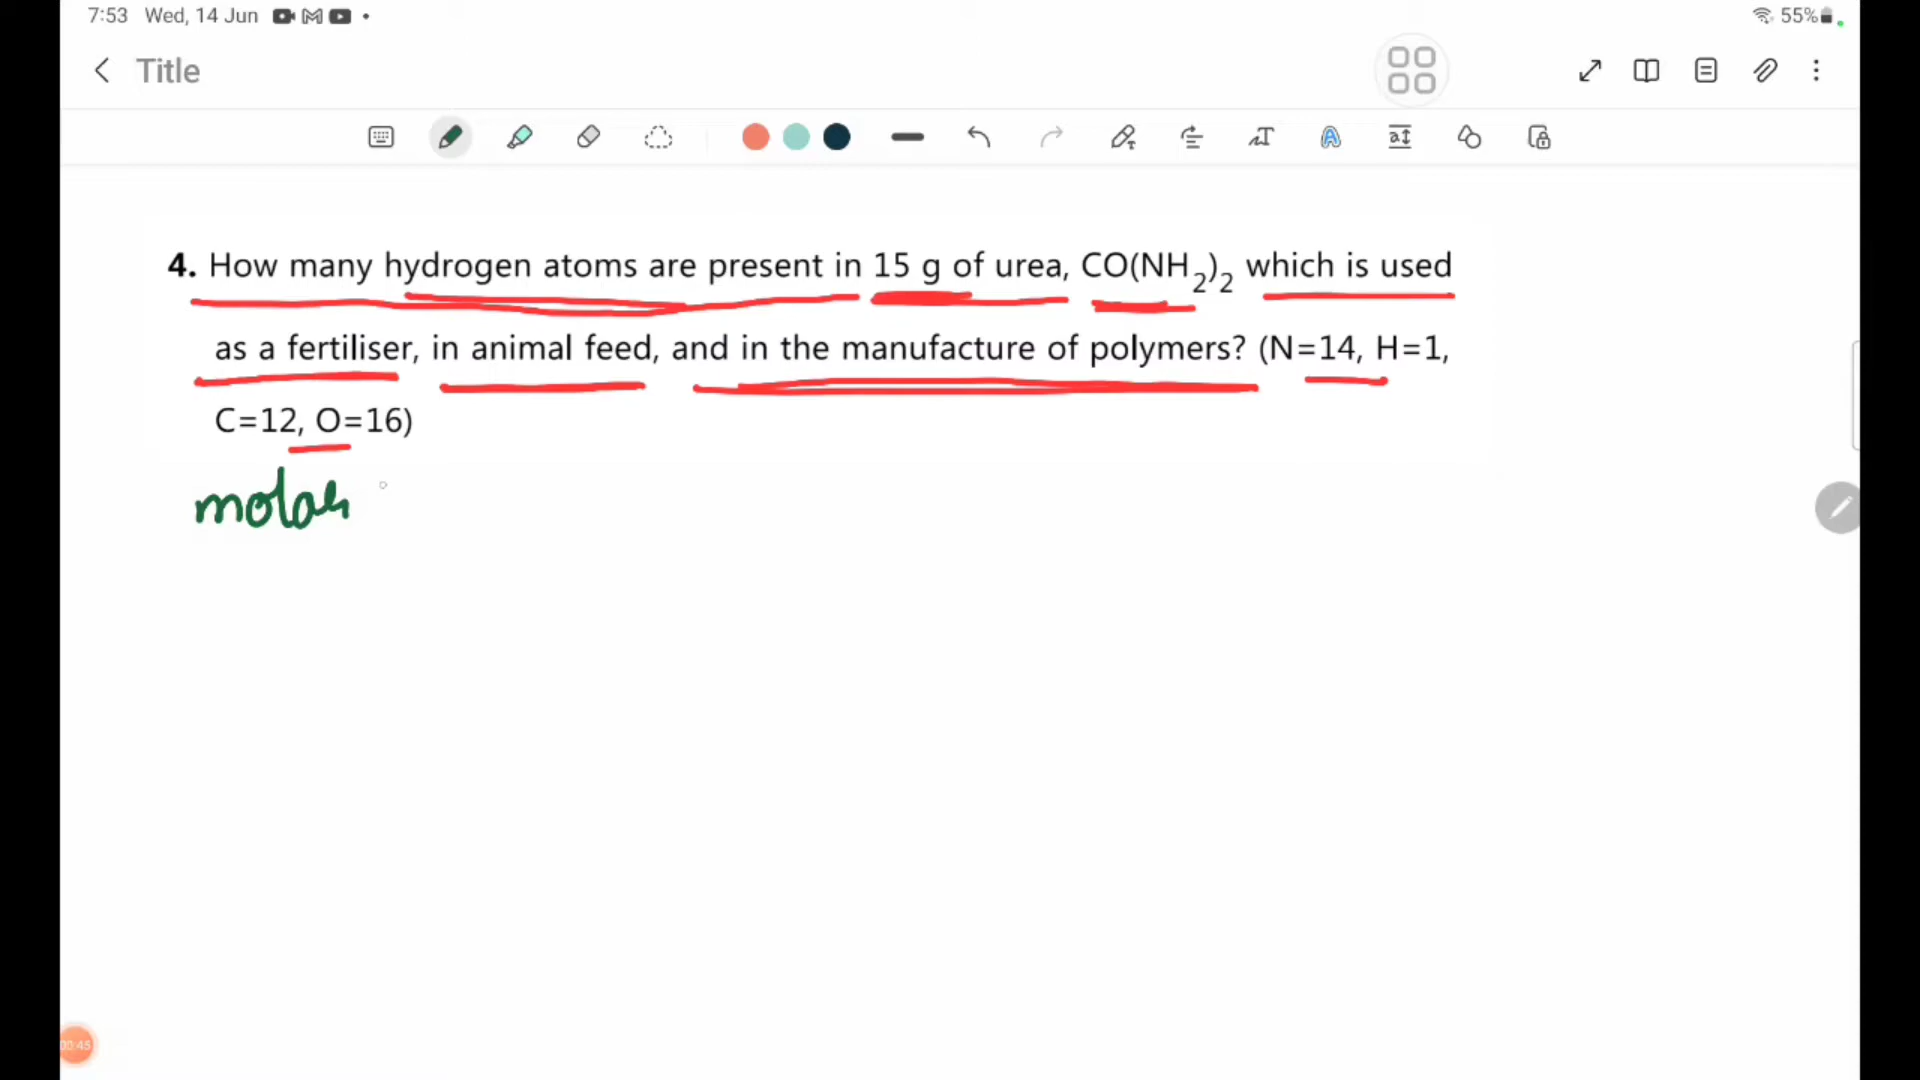 7:53 Wed, 14 Jun
55%
Title
4. How many hydrogen atoms are present in 15 g of urea, CO(NH2)2 which is used
as a fertiliser, in animal feed, and in the manufacture of polymers? (N=14, H=1,
C=12, O=16)
molar
00:45